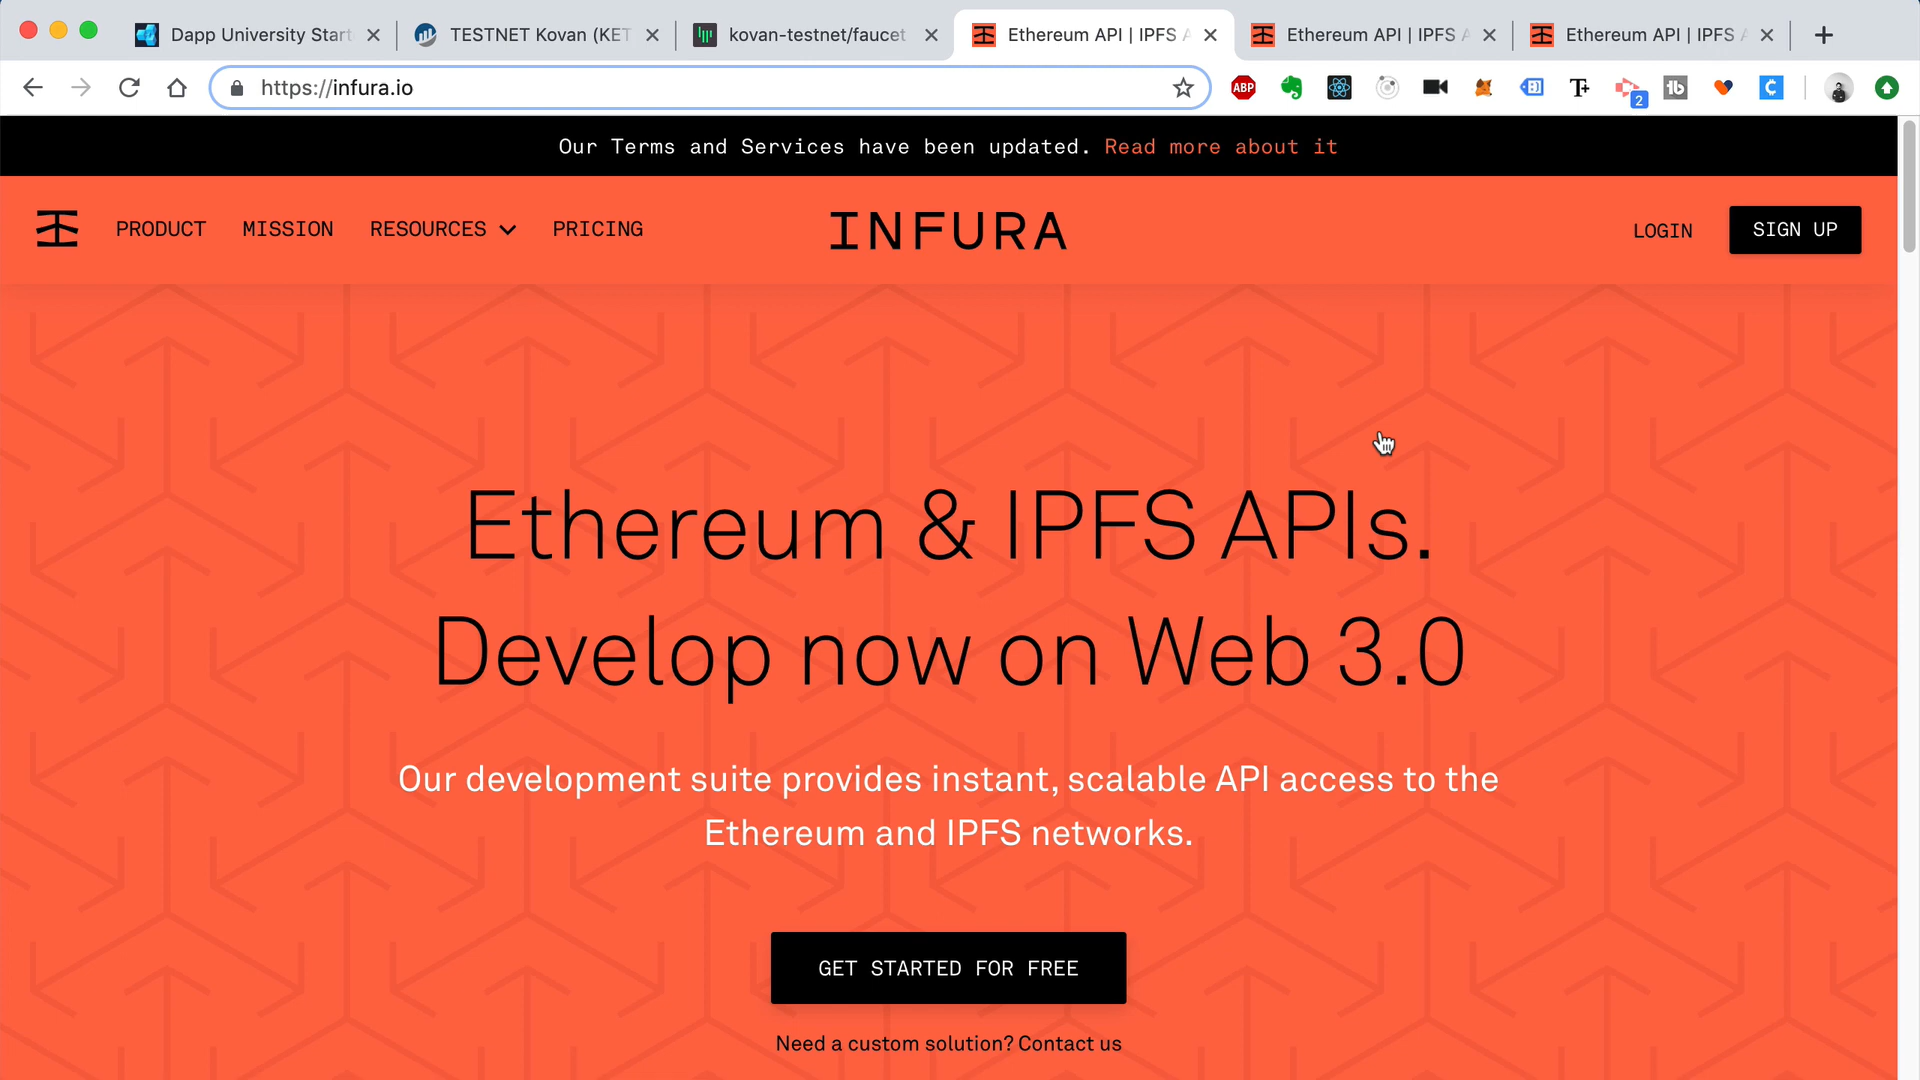 Dapp University Start
TESTNET Kovan (KET
kovan-testnet/faucet
Ethereum API | IPFS A
Ethereum API | IPFS A
Ethereum API | IPFS A
https://infura.io
ABP
2
Our Terms and Services have been updated. Read more about it
PRODUCT
MISSION
RESOURCES
PRICING
INFURA
LOGIN
SIGN UP
Ethereum & IPFS APIs.
Develop now on Web 3.0
Our development suite provides instant, scalable API access to the
Ethereum and IPFS networks.
GET STARTED FOR FREE
Need a custom solution? Contact us